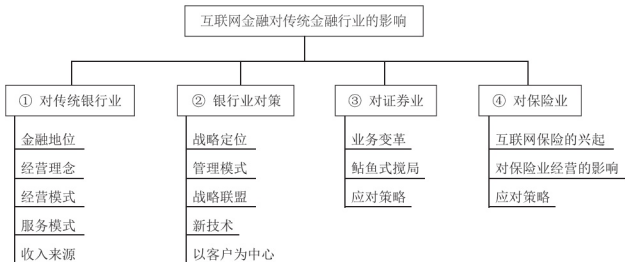 互联网金融对传统金融行业的影响
① 对传统银行业
金融地位
经营理念
经营模式
服务模式
收入来源
② 银行业对策
战略定位
管理模式
战略联盟
新技术
以客户为中心
③ 对证券业
业务变革
鲇鱼式搅局
应对策略
④ 对保险业
互联网保险的兴起
对保险业经营的影响
应对策略